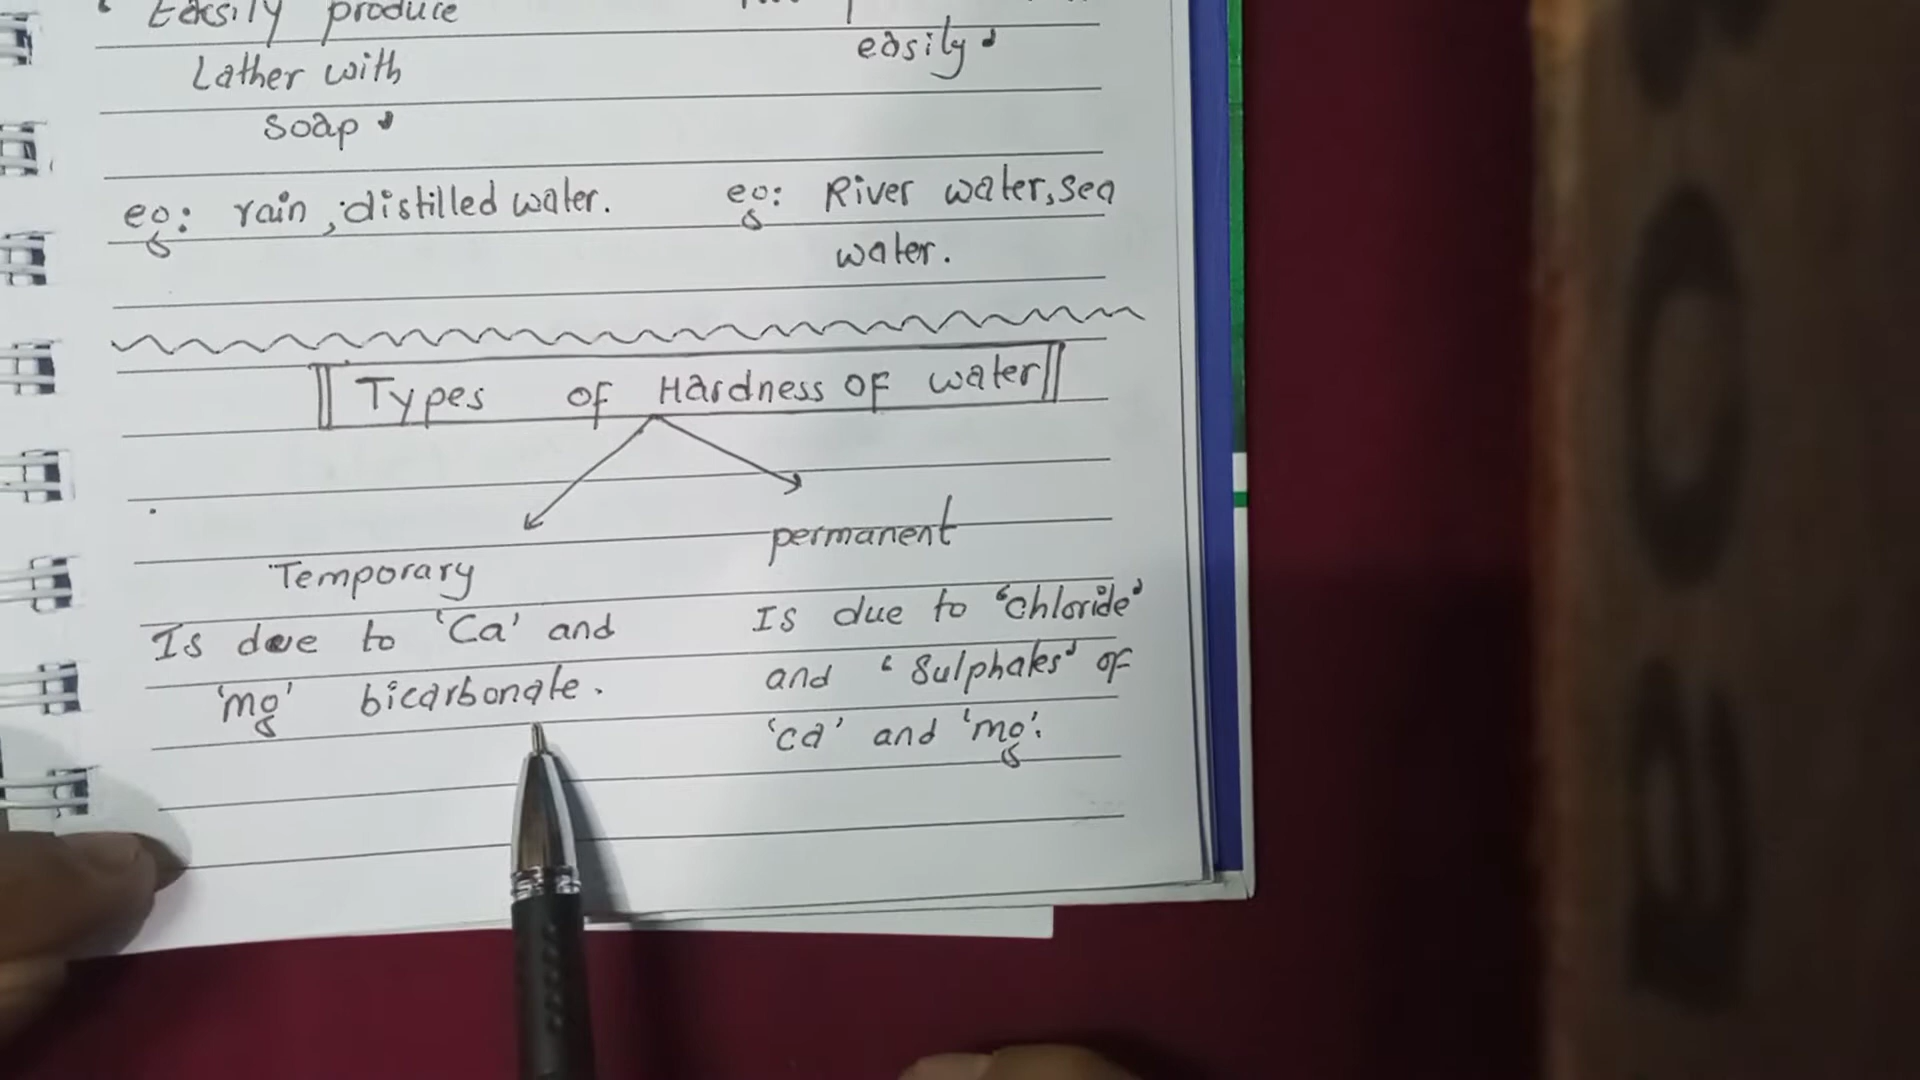 Easily produce
Lather with
soap
easily
eg: rain, distilled water.
eg: River water, sea
water.
Types of Hardness of water
Temporary
Is due to 'Ca' and
'mg' bicarbonate.
permanent
Is due to 'chloride'
and 'Sulphates' of
'ca' and 'mg'.